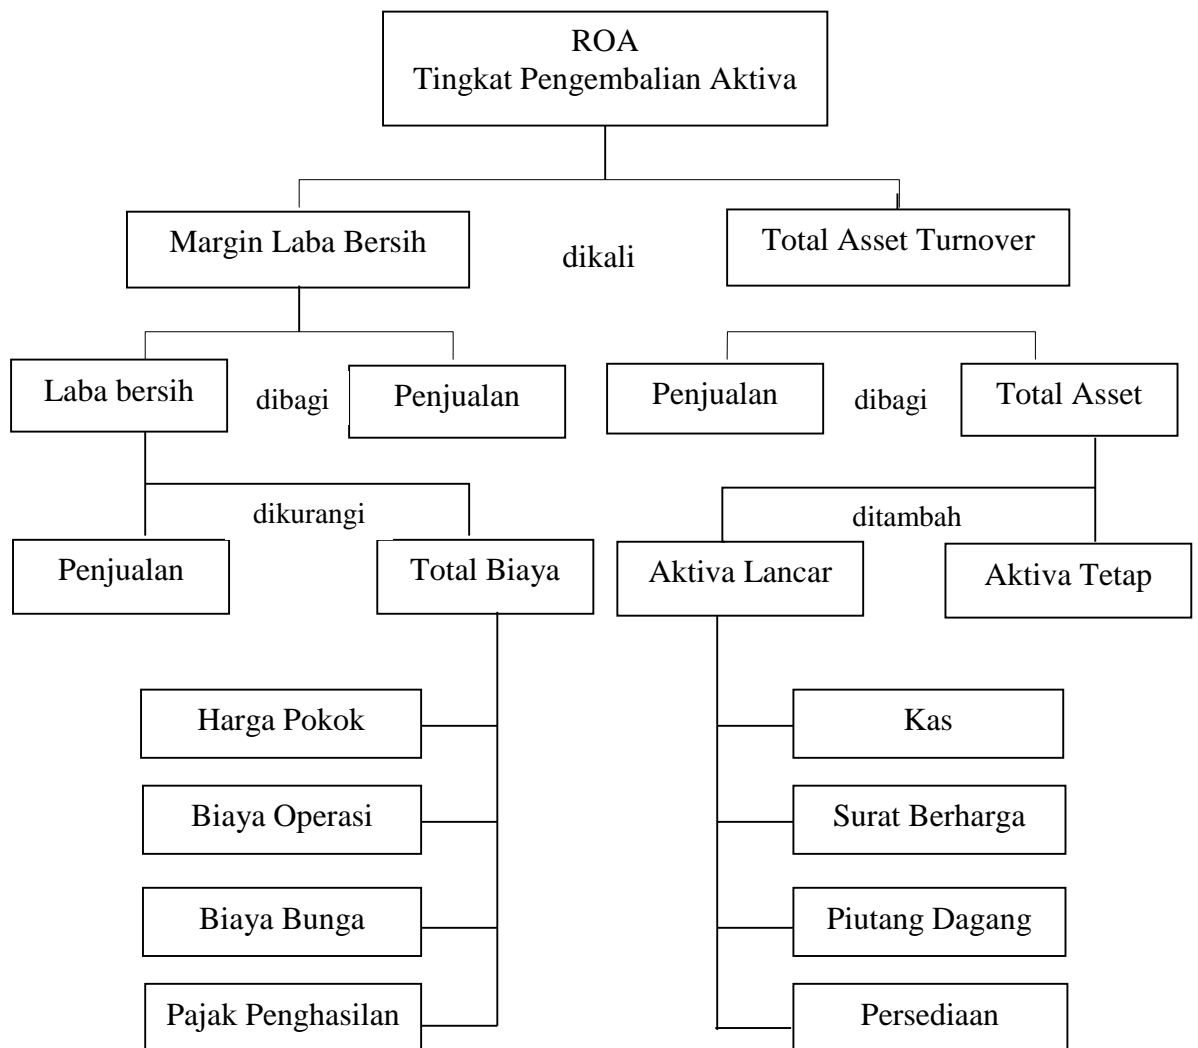 ROA
Tingkat Pengembalian Aktiva
Margin Laba Bersih
dikali
Total Asset Turnover
Laba bersih
dibagi
Penjualan
Penjualan
dibagi
Total Asset
dikurangi
ditambah
Penjualan
Total Biaya
Aktiva Lancar
Aktiva Tetap
Harga Pokok
Kas
Biaya Operasi
Surat Berharga
Biaya Bunga
Piutang Dagang
Pajak Penghasilan
Persediaan